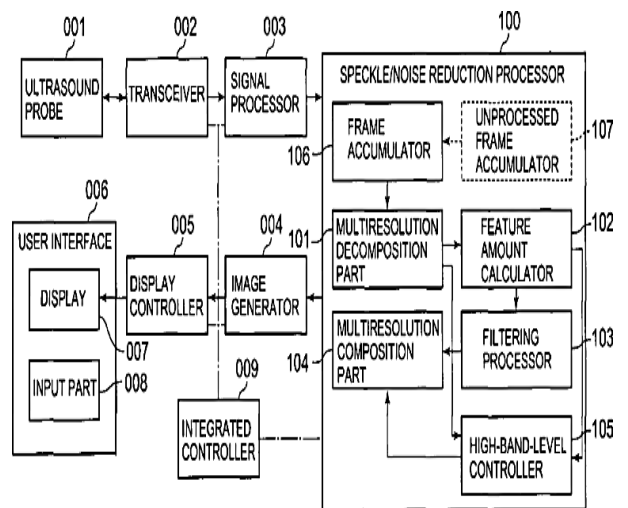 001
002
003
100
ULTRASOUND
PROBE
TRANSCEIVER
SIGNAL
PROCESSOR
SPECKLE/NOISE REDUCTION PROCESSOR
FRAME
ACCUMULATOR
106
UNPROCESSED
FRAME
ACCUMULATOR
107
006
USER INTERFACE
DISPLAY
007
INPUT PART
008
005
DISPLAY
CONTROLLER
004
IMAGE
GENERATOR
009
INTEGRATED
CONTROLLER
101
MULTIRESOLUTION
DECOMPOSITION
PART
FEATURE
AMOUNT
CALCULATOR
102
104
MULTIRESOLUTION
COMPOSITION
PART
FILTERING
PROCESSOR
103
HIGH-BAND-LEVEL
CONTROLLER
105